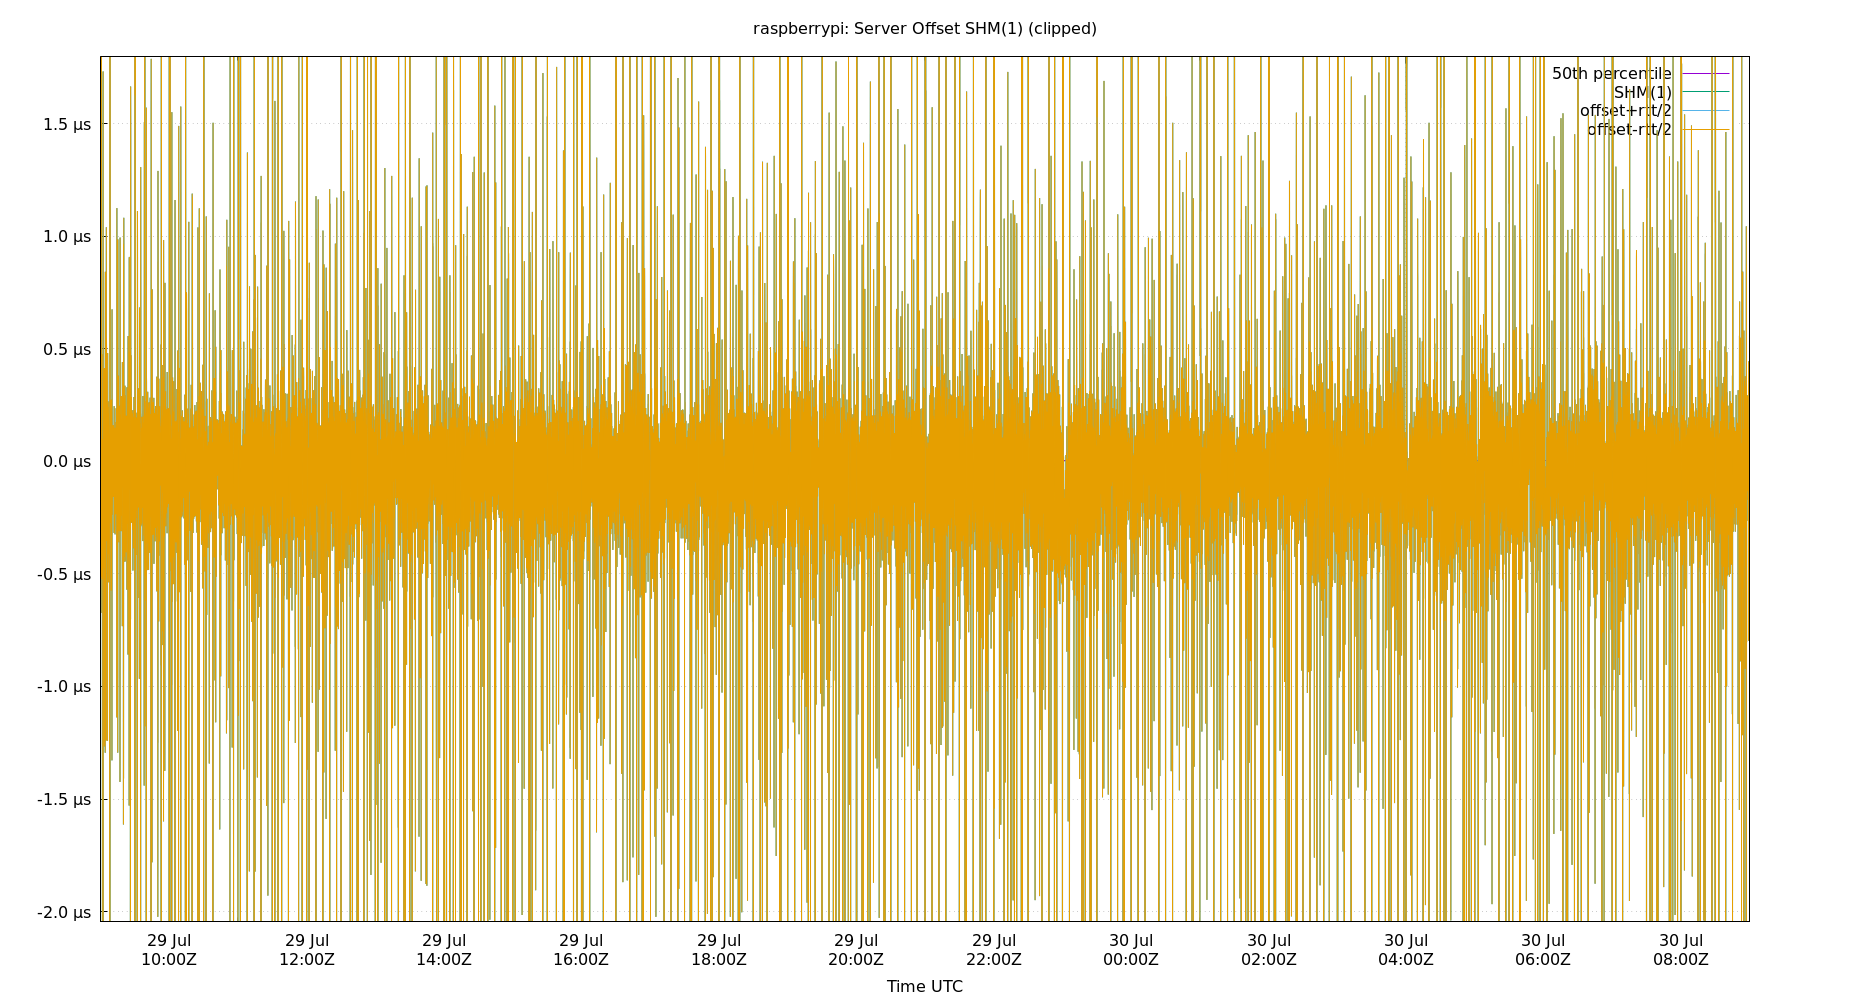 raspberrypi: Server Offset SHM(1) (clipped)
50th percentile
SHM(1)
offset+rtt/2
offset-rtt/2
1.5 µs
1.0 µs
0.5 µs
0.0 µs
-0.5 µs
-1.0 µs
-1.5 µs
-2.0 µs
29 Jul 29 Jul 29 Jul 29 Jul 29 Jul 29 Jul 29 Jul 30 Jul 30 Jul 30 Jul 30 Jul 30 Jul
10:00Z 12:00Z 14:00Z 16:00Z 18:00Z 20:00Z 22:00Z 00:00Z 02:00Z 04:00Z 06:00Z 08:00Z
Time UTC